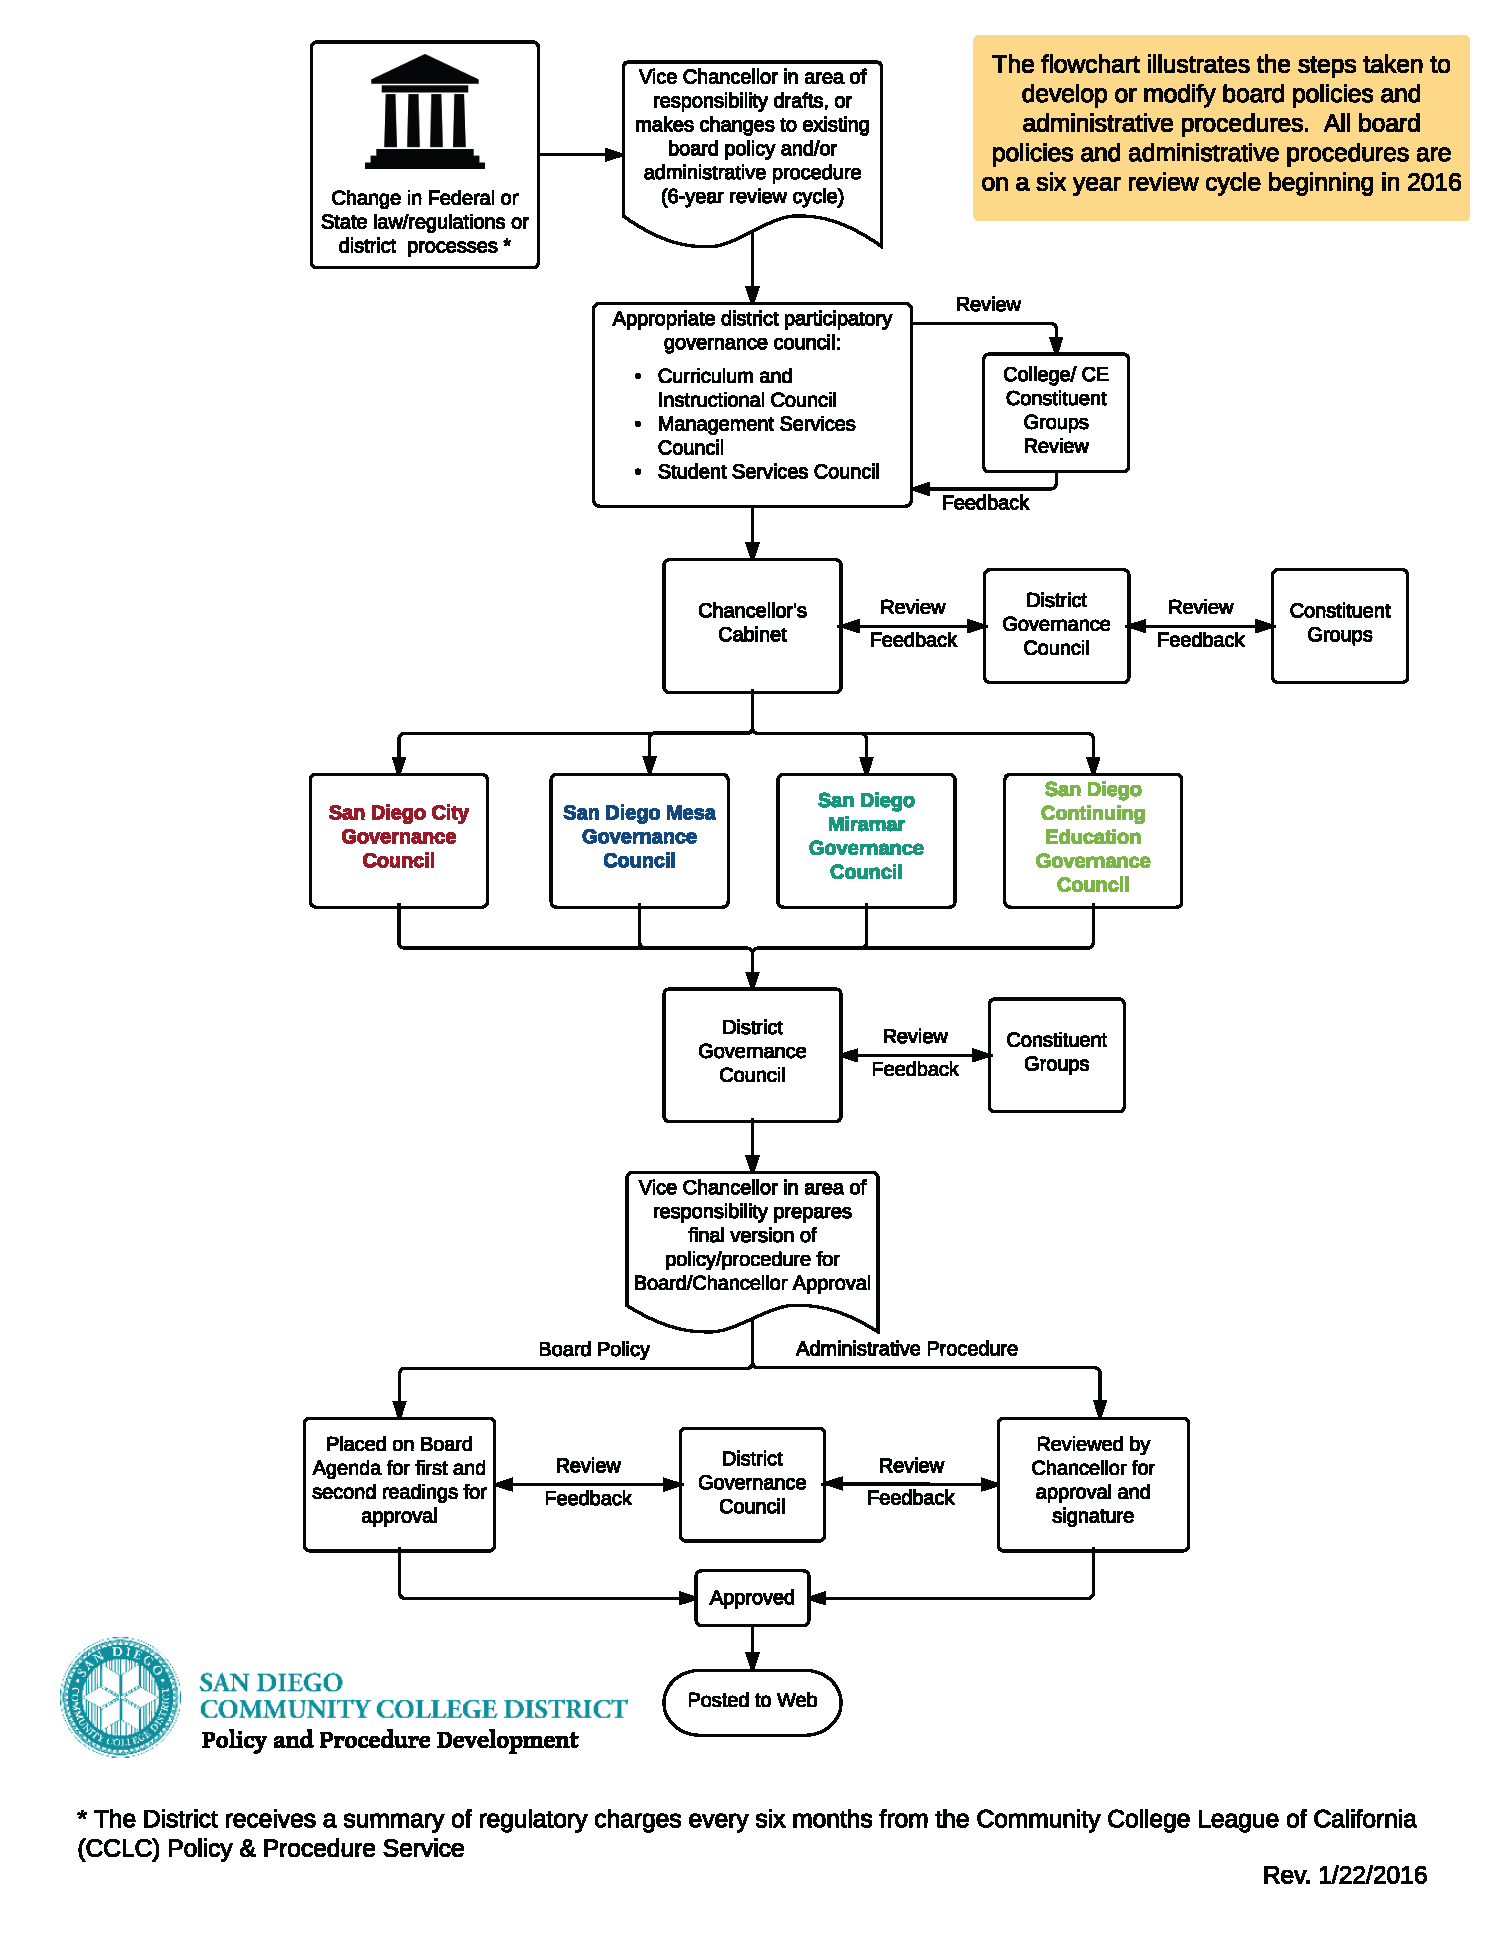 Change in Federal or
State law/regulations or
district processes *
Vice Chancellor in area of
responsibility drafts, or
makes changes to existing
board policy and/or
administrative procedure
(6-year review cycle)
The flowchart illustrates the steps taken to
develop or modify board policies and
administrative procedures. All board
policies and administrative procedures are
on a six year review cycle beginning in 2016
Appropriate district participatory
governance council:
• Curriculum and
Instructional Council
• Management Services
Council
• Student Services Council
Review
College/ CE
Constituent
Groups
Review
Feedback
Chancellor's
Cabinet
Review
Feedback
District
Governance
Council
Review
Feedback
Constituent
Groups
San Diego City
Governance
Council
San Diego Mesa
Governance
Council
San Diego
Miramar
Governance
Council
San Diego
Continuing
Education
Governance
Council
District
Governance
Council
Review
Feedback
Constituent
Groups
Vice Chancellor in area of
responsibility prepares
final version of
policy/procedure for
Board/Chancellor Approval
Board Policy
Administrative Procedure
Placed on Board
Agenda for first and
second readings for
approval
Review
Feedback
District
Governance
Council
Review
Feedback
Reviewed by
Chancellor for
approval and
signature
Approved
Posted to Web
SAN DIEGO
COMMUNITY COLLEGE DISTRICT
SAN DIEGO
COMMUNITY COLLEGE DISTRICT
Policy and Procedure Development
* The District receives a summary of regulatory charges every six months from the Community College League of California
(CCLC) Policy & Procedure Service
Rev. 1/22/2016